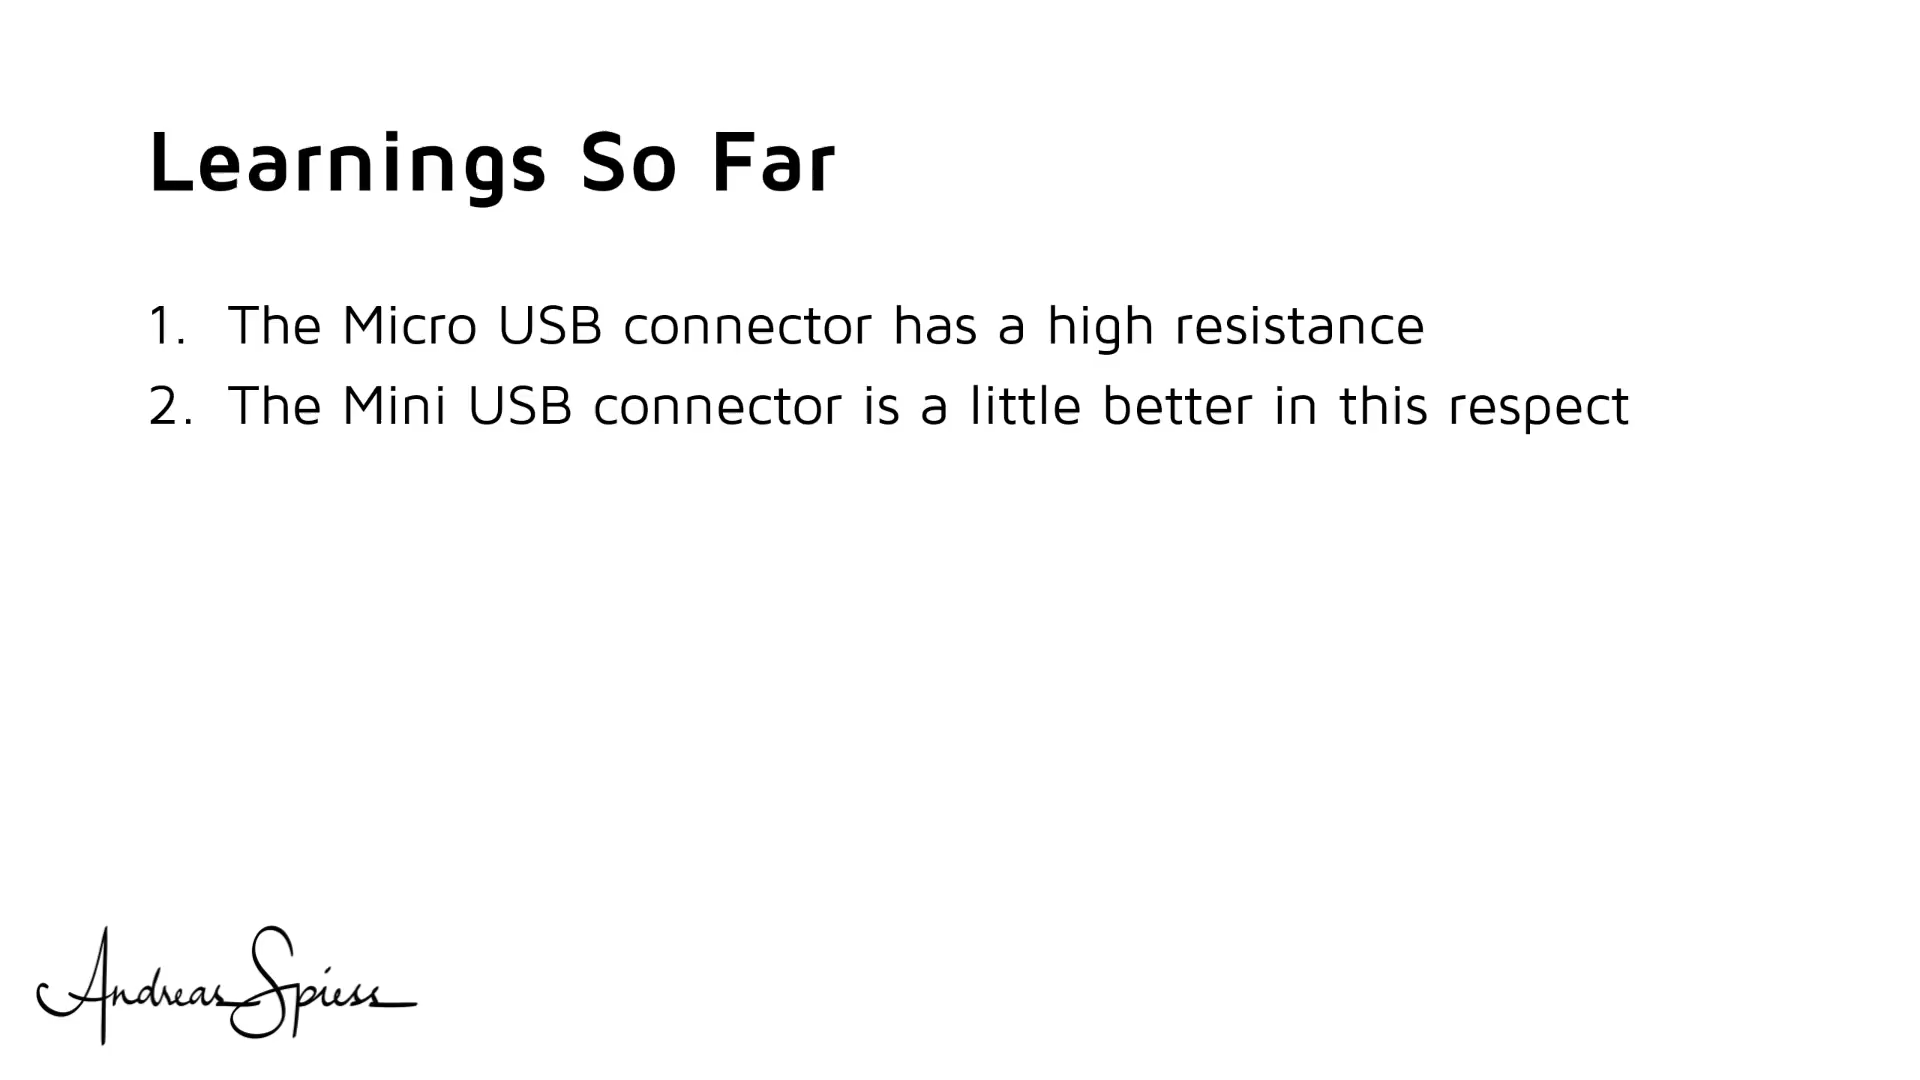 Learnings So Far
1. The Micro USB connector has a high resistance
2. The Mini USB connector is a little better in this respect
Andreas Spiess